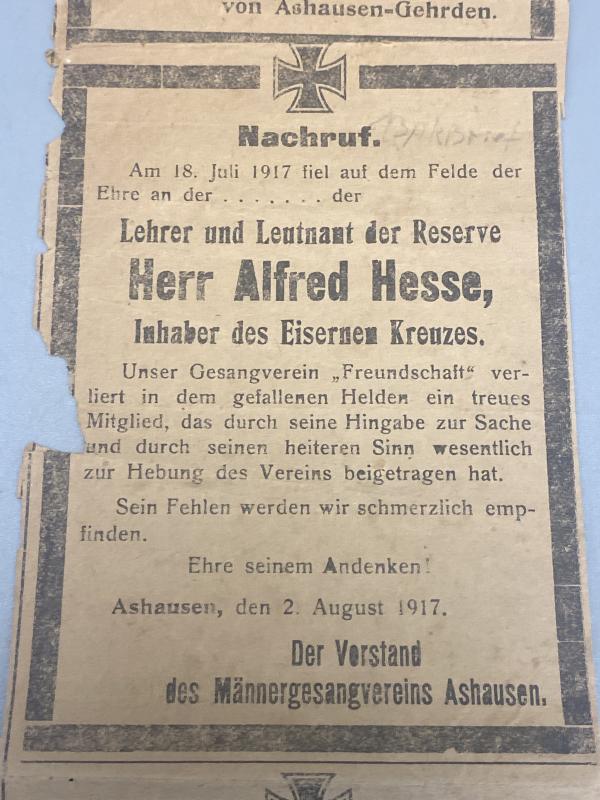 von Ashausen-Gehrden.
Nachruf.
Am 18. Juli 1917 fiel auf dem Felde der
Ehre an der . . . . . . . der
Lehrer und Leutnant der Reserve
Herr Alfred Hesse,
Inhaber des Eisernen Kreuzes.
Unser Gesangverein „Freundschaft“ ver-
liert in dem gefallenen Helden ein treues
Mitglied, das durch seine Hingabe zur Sache
und durch seinen heiteren Sinn wesentlich
zur Hebung des Vereins beigetragen hat.
Sein Fehlen werden wir schmerzlich emp-
finden.
Ehre seinem Andenken!
Ashausen, den 2. August 1917.
Der Vorstand
des Männergesangvereins Ashausen.